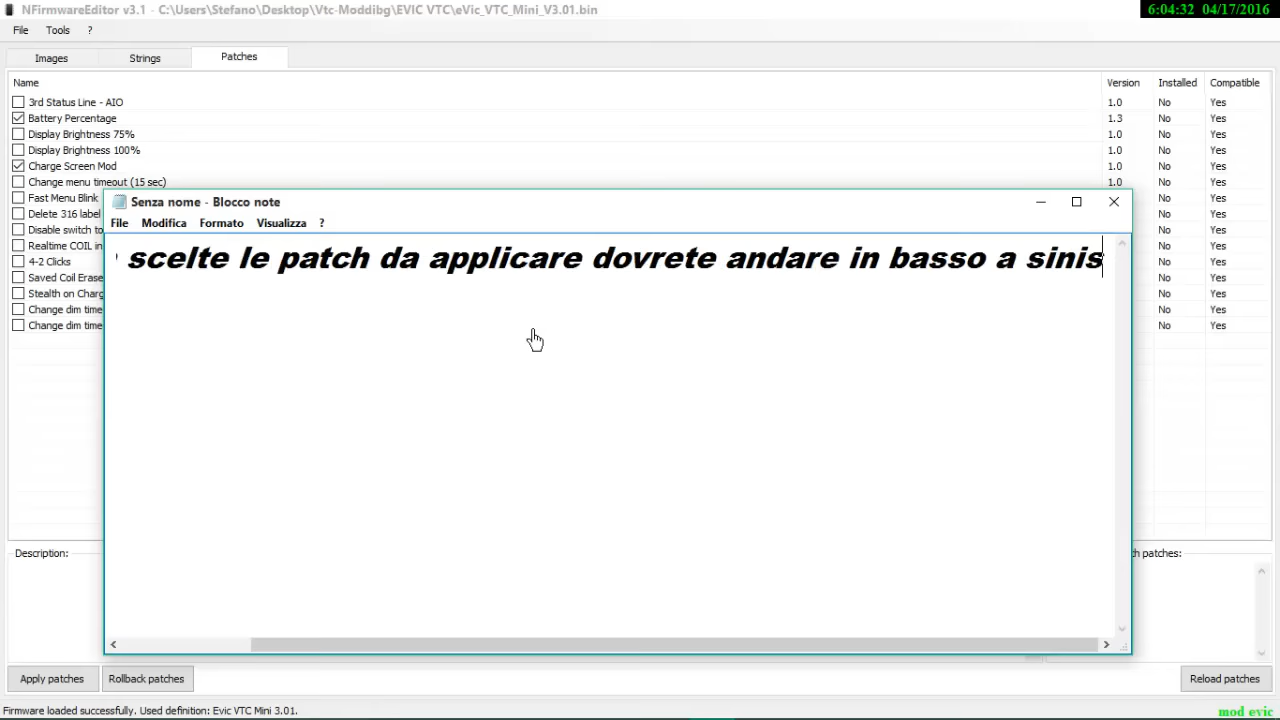 NFirmwareEditor v3.1 - C:\Users\Stefano\Desktop\Vtc-Moddibg\EVIC VTC\eVic_VTC_Mini_V3.01.bin
6:04:32 04/17/2016
File Tools ?
Images Strings Patches
Name Version Installed Compatible
3rd Status Line - AIO 1.0 No Yes
Battery Percentage 1.3 No Yes
Display Brightness 75% 1.0 No Yes
Display Brightness 100% 1.0 No Yes
Charge Screen Mod 1.0 No Yes
Change menu timeout (15 sec) 1.0 No Yes
Fast Menu Blink No Yes
Delete 316 label No Yes
Disable switch to No Yes
Realtime COIL in No Yes
4-2 Clicks No Yes
Saved Coil Erase No Yes
Stealth on Charg No Yes
Change dim time No Yes
Change dim time No Yes
Senza nome - Blocco note
File Modifica Formato Visualizza ?
scelte le patch da applicare dovrete andare in basso a sinis
Description: h patches:
Apply patches Rollback patches Reload patches
Firmware loaded successfully. Used definition: Evic VTC Mini 3.01.
mod evic